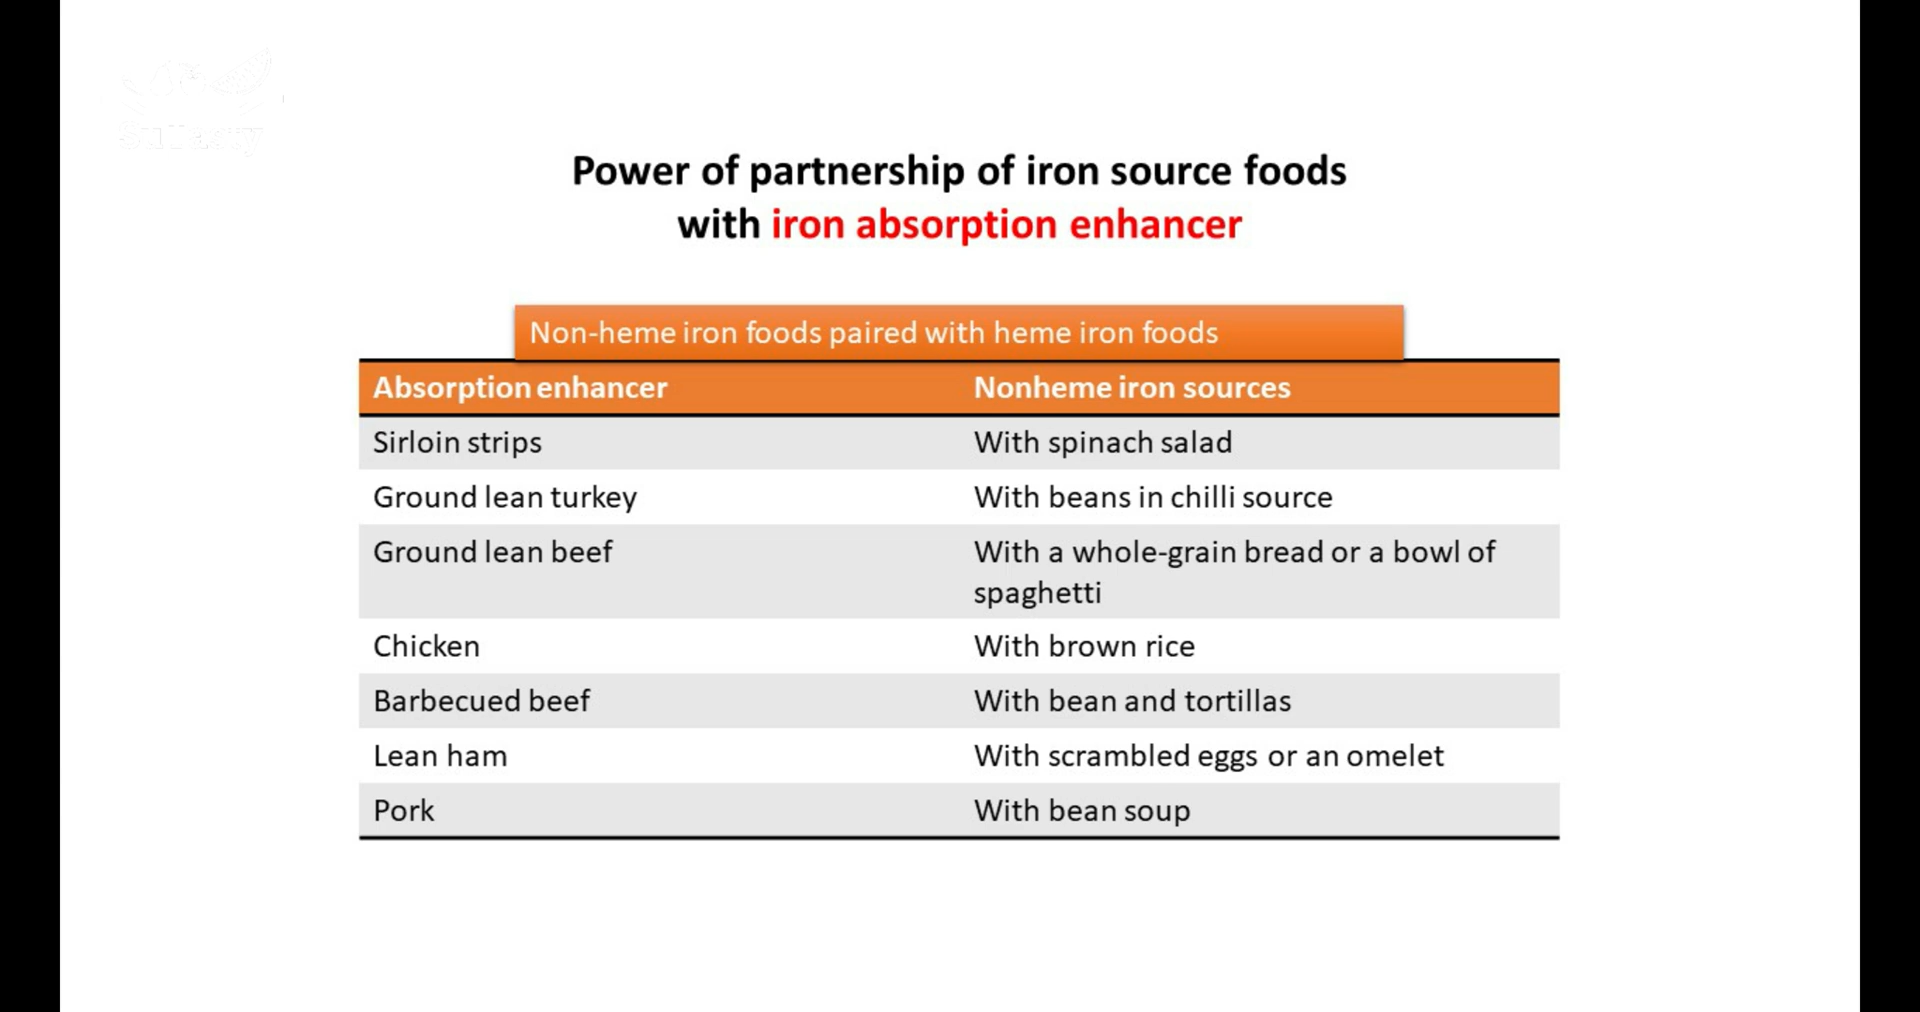 Power of partnership of iron source foods
with iron absorption enhancer
Non-heme iron foods paired with heme iron foods
Absorption enhancer Nonheme iron sources
Sirloin strips With spinach salad
Ground lean turkey With beans in chilli source
Ground lean beef With a whole-grain bread or a bowl of
spaghetti
Chicken With brown rice
Barbecued beef With bean and tortillas
Lean ham With scrambled eggs or an omelet
Pork With bean soup